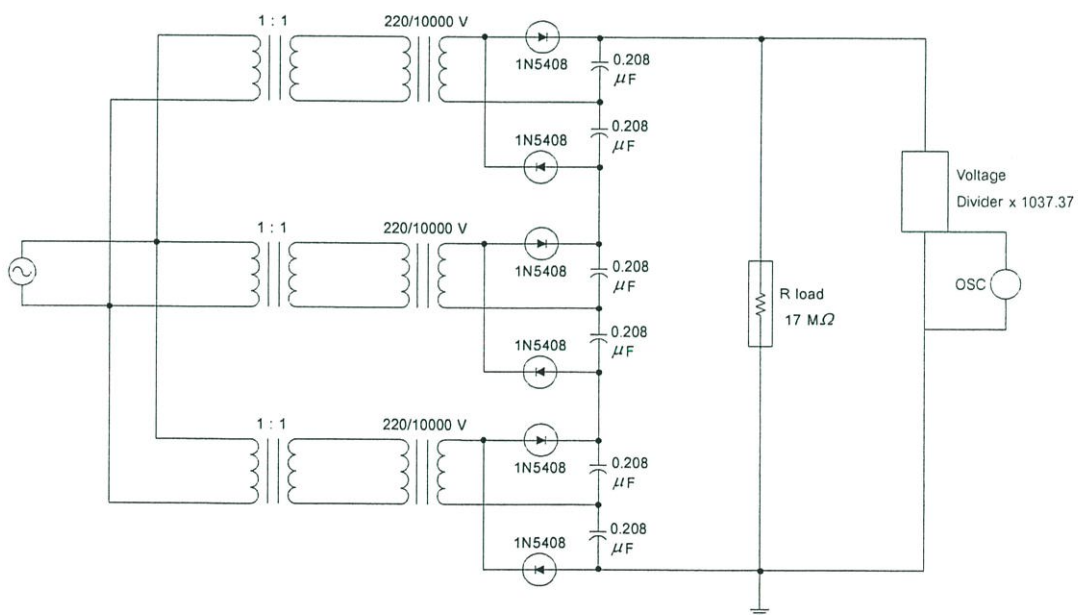 1 : 1
220/10000 V
1N5408
0.208
μF
0.208
μF
1N5408
1 : 1
220/10000 V
1N5408
0.208
μF
0.208
μF
1N5408
1 : 1
220/10000 V
1N5408
0.208
μF
0.208
μF
1N5408
R load
17 MΩ
Voltage
Divider x 1037.37
OSC